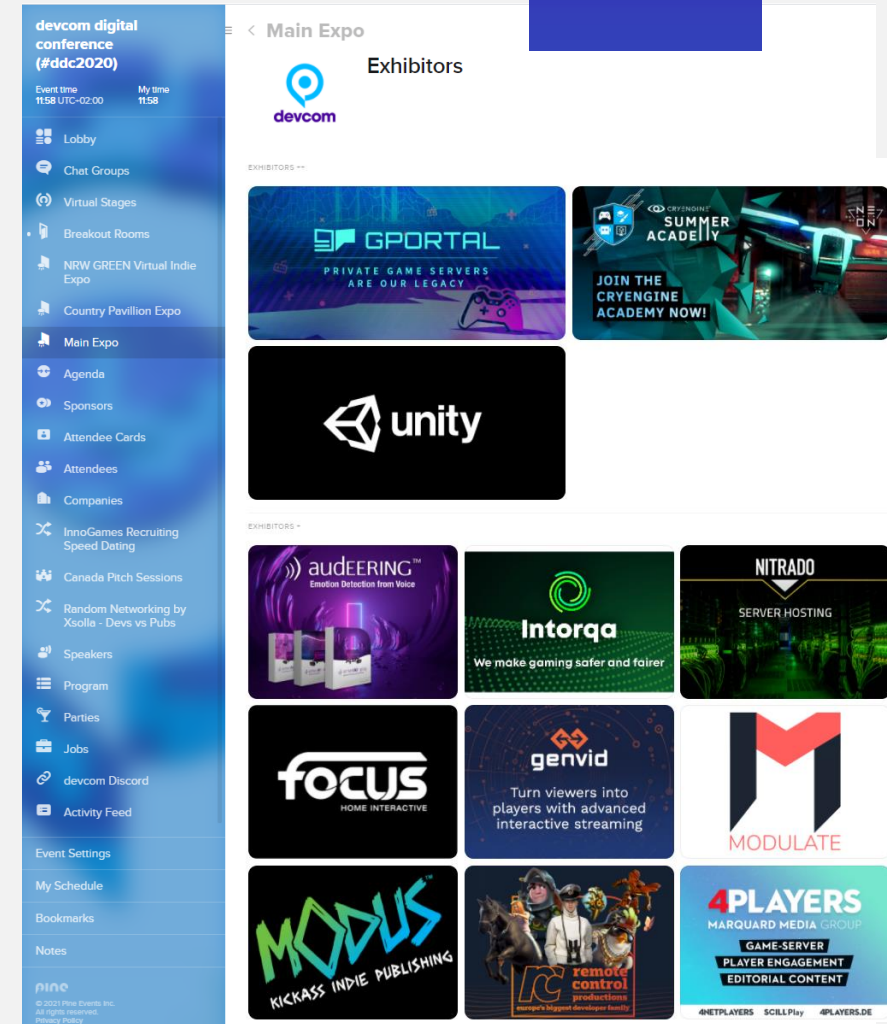 devcom digital
conference
(#ddc2020)
Event time
11:58 UTC-02:00
My time
11:58
Lobby
Chat Groups
Virtual Stages
Breakout Rooms
NRW GREEN Virtual Indie
Expo
Country Pavillion Expo
Main Expo
Agenda
Sponsors
Attendee Cards
Attendees
Companies
InnoGames Recruiting
Speed Dating
Canada Pitch Sessions
Random Networking by
Xsolla - Devs vs Pubs
Speakers
Program
Parties
Jobs
devcom Discord
Activity Feed
Event Settings
My Schedule
Bookmarks
Notes
pine
© 2021 Pine Events Inc.
All rights reserved.
Privacy Policy
Main Expo
devcom
Exhibitors
EXHIBITORS ++
GPORTAL
PRIVATE GAME SERVERS
ARE OUR LEGACY
CRYENGINE
SUMMER
ACADEMY
NEON
JOIN THE
CRYENGINE
ACADEMY NOW!
unity
EXHIBITORS +
audEERING™
Emotion Detection from Voice
Intorqa
We make gaming safer and fairer
NITRADO
SERVER HOSTING
focus
HOME INTERACTIVE
genvid
Turn viewers into
players with advanced
interactive streaming
MODULATE
MODUS™
KICKASS INDIE PUBLISHING
rc
remote
control
productions
europe's biggest developer family
4PLAYERS
MARQUARD MEDIA GROUP
GAME-SERVER
PLAYER ENGAGEMENT
EDITORIAL CONTENT
4NETPLAYERS SCILL Play 4PLAYERS.DE